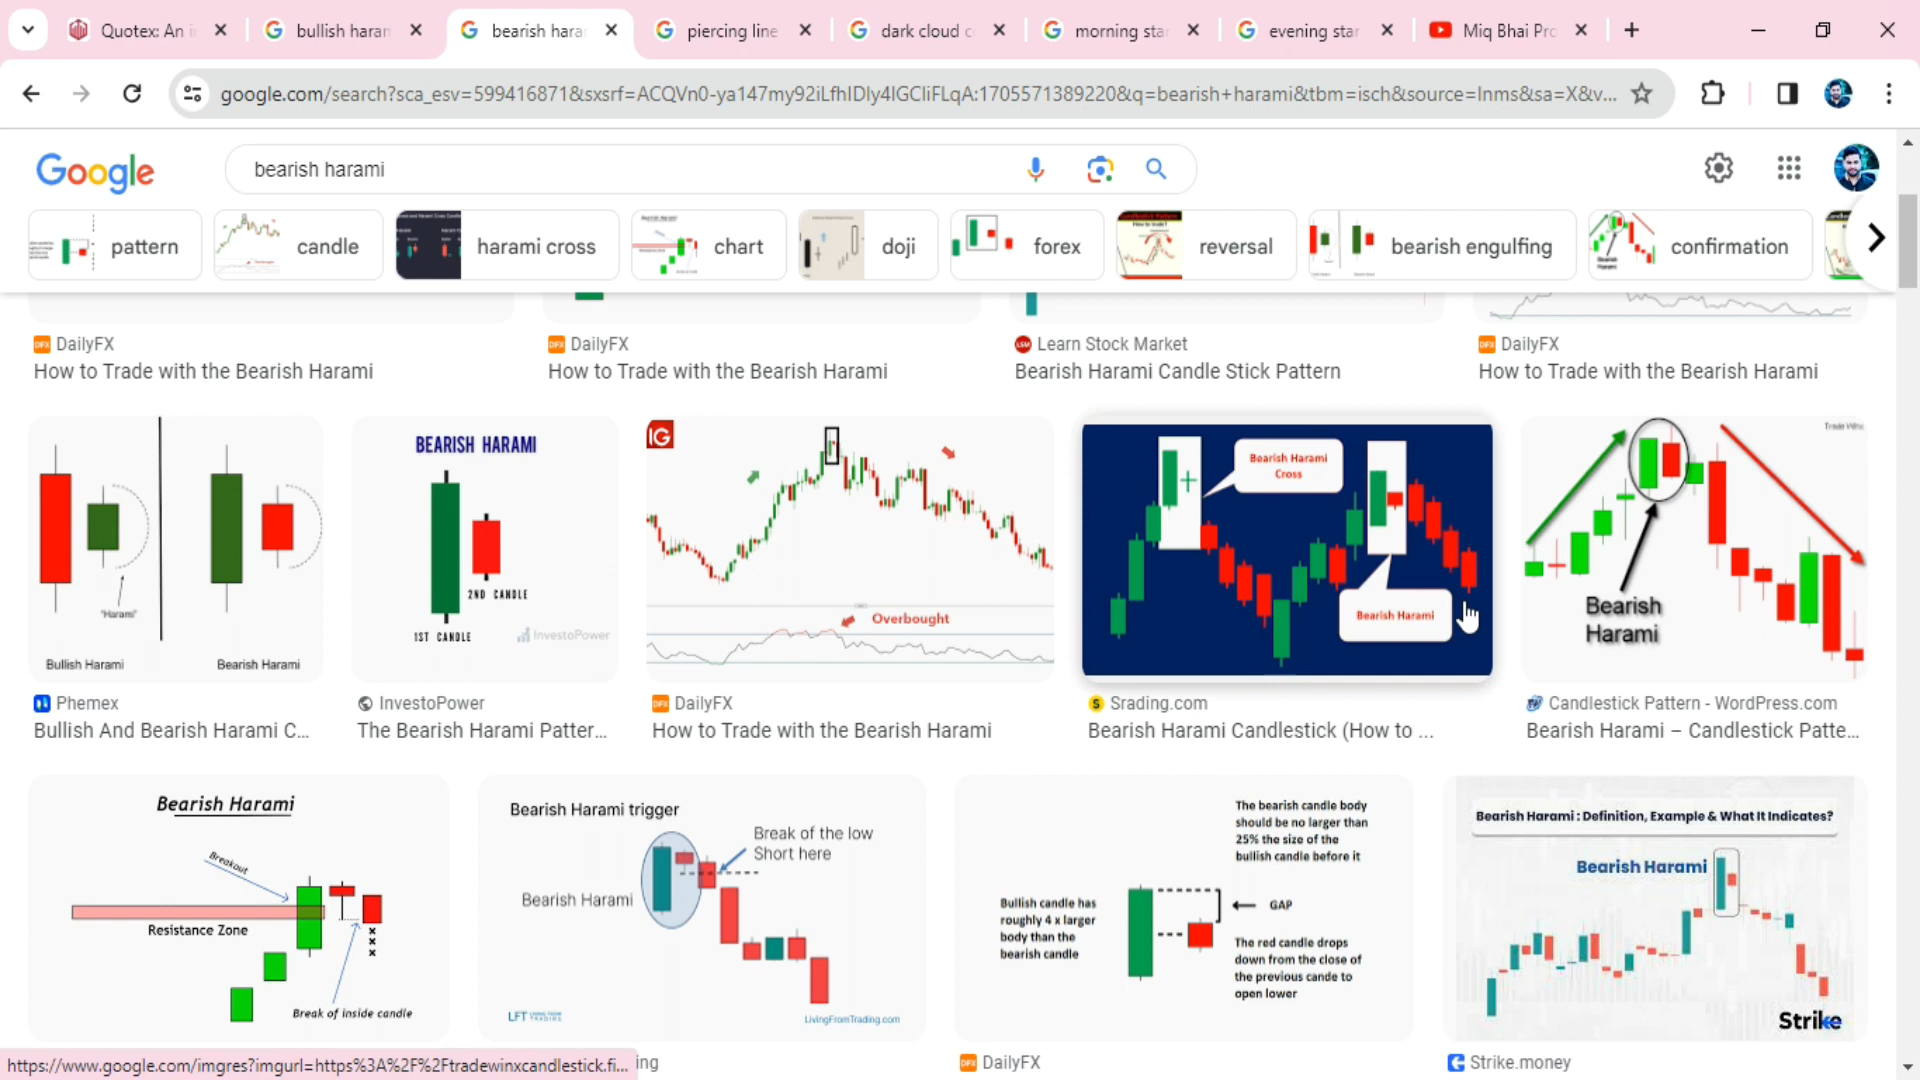 Quotex: An i
bullish haram
bearish hara
piercing line
dark cloud c
morning star
evening star
Miq Bhai Pro
google.com/search?sca_esv=599416871&sxsrf=ACQVn0-ya147my92iLfhIDIy4IGCIiFLqA:1705571389220&q=bearish+harami&tbm=isch&source=lnms&sa=X&v...
Google
bearish harami
pattern
candle
harami cross
chart
doji
forex
reversal
bearish engulfing
confirmation
DailyFX
How to Trade with the Bearish Harami
DailyFX
How to Trade with the Bearish Harami
Learn Stock Market
Bearish Harami Candle Stick Pattern
DailyFX
How to Trade with the Bearish Harami
"Harami"
Bullish Harami
Bearish Harami
BEARISH HARAMI
2ND CANDLE
1ST CANDLE
InvestoPower
IG
Overbought
Bearish Harami
Cross
Bearish Harami
Bearish
Harami
Phemex
Bullish And Bearish Harami C...
InvestoPower
The Bearish Harami Patter...
DailyFX
How to Trade with the Bearish Harami
Srading.com
Bearish Harami Candlestick (How to ...
Candlestick Pattern - WordPress.com
Bearish Harami – Candlestick Patte...
Bearish Harami
Breakout
Resistance Zone
Break of inside candle
Bearish Harami trigger
Break of the low
Short here
Bearish Harami
LFT
LivingFromTrading.com
The bearish candle body
should be no larger than
25% the size of the
bullish candle before it
Bullish candle has
roughly 4 x larger
body than the
bearish candle
GAP
The red candle drops
down from the close of
the previous cande to
open lower
Bearish Harami : Definition, Example & What It Indicates?
Bearish Harami
Strike
https://www.google.com/imgres?imgurl=https%3A%2F%2Ftradewinxcandlestick.fi...
ing
DailyFX
Strike.money